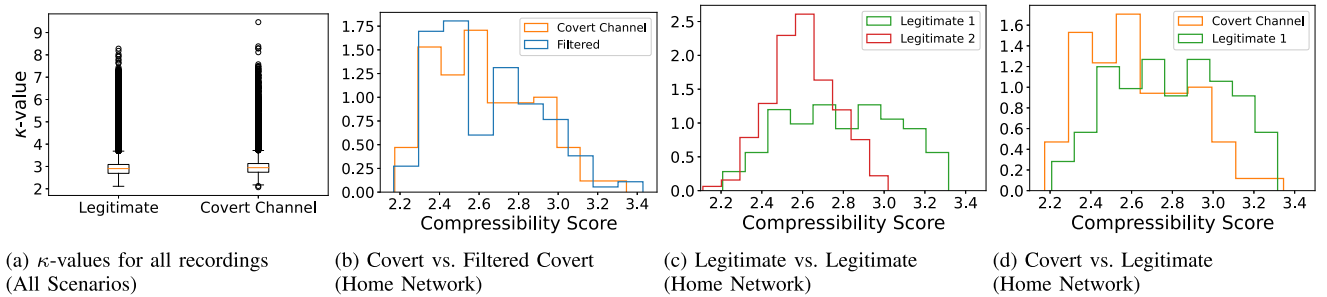 κ-value
9
8
7
6
5
4
3
2
Legitimate
Covert Channel
1.75
1.50
1.25
1.00
0.75
0.50
0.25
0.00
Covert Channel
Filtered
2.2 2.4 2.6 2.8 3.0 3.2 3.4
Compressibility Score
2.5
2.0
1.5
1.0
0.5
0.0
Legitimate 1
Legitimate 2
2.2 2.4 2.6 2.8 3.0 3.2 3.4
Compressibility Score
1.6
1.4
1.2
1.0
0.8
0.6
0.4
0.2
0.0
Covert Channel
Legitimate 1
2.2 2.4 2.6 2.8 3.0 3.2 3.4
Compressibility Score
(a) κ-values for all recordings
(All Scenarios)
(b) Covert vs. Filtered Covert
(Home Network)
(c) Legitimate vs. Legitimate
(Home Network)
(d) Covert vs. Legitimate
(Home Network)